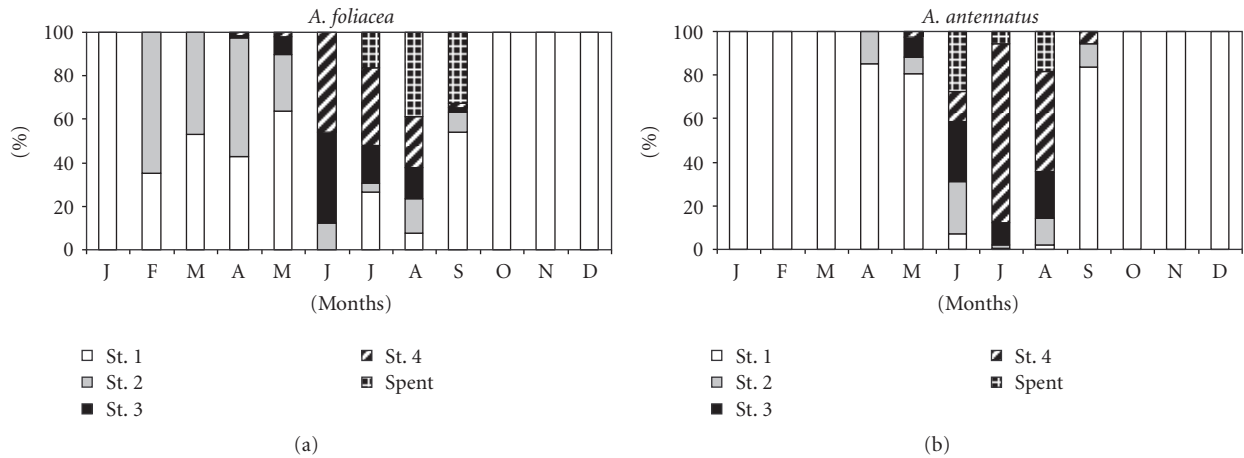 A. foliacea
100
80
60
40
20
0
(%)
J F M A M J J A S O N D
(Months)
St. 1
St. 2
St. 3
St. 4
Spent
(a)
A. antennatus
100
80
60
40
20
0
(%)
J F M A M J J A S O N D
(Months)
St. 1
St. 2
St. 3
St. 4
Spent
(b)